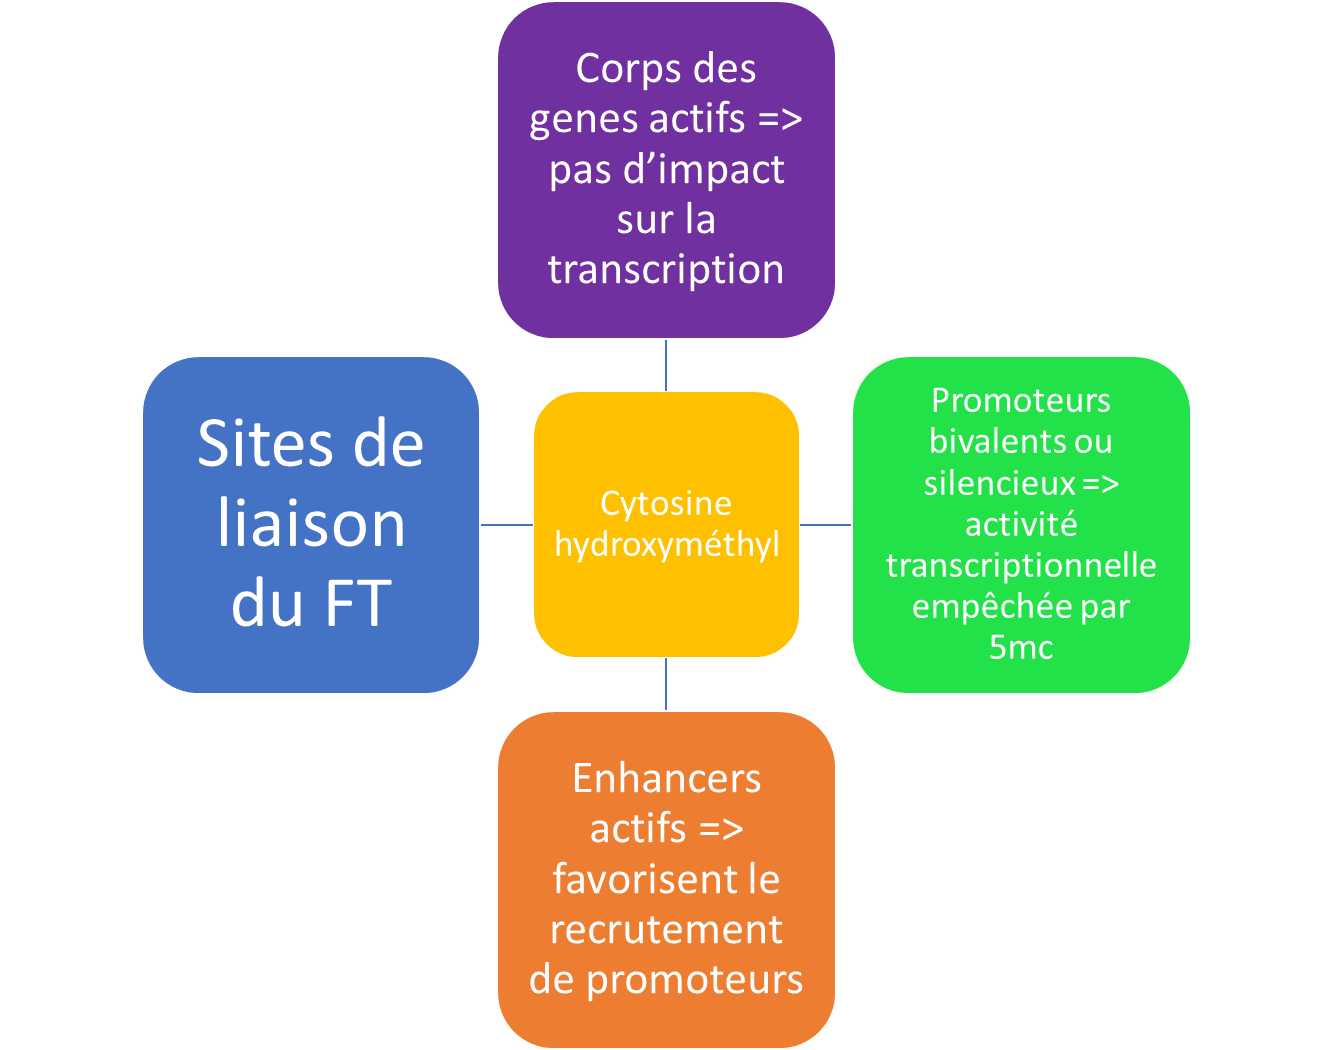 Corps des
genes actifs =>
pas d’impact
sur la
transcription
Sites de
liaison
du FT
Cytosine
hydroxyméthyl
Promoteurs
bivalents ou
silencieux =>
activité
transcriptionnelle
empêchée par
5mc
Enhancers
actifs =>
favorisent le
recrutement
de promoteurs